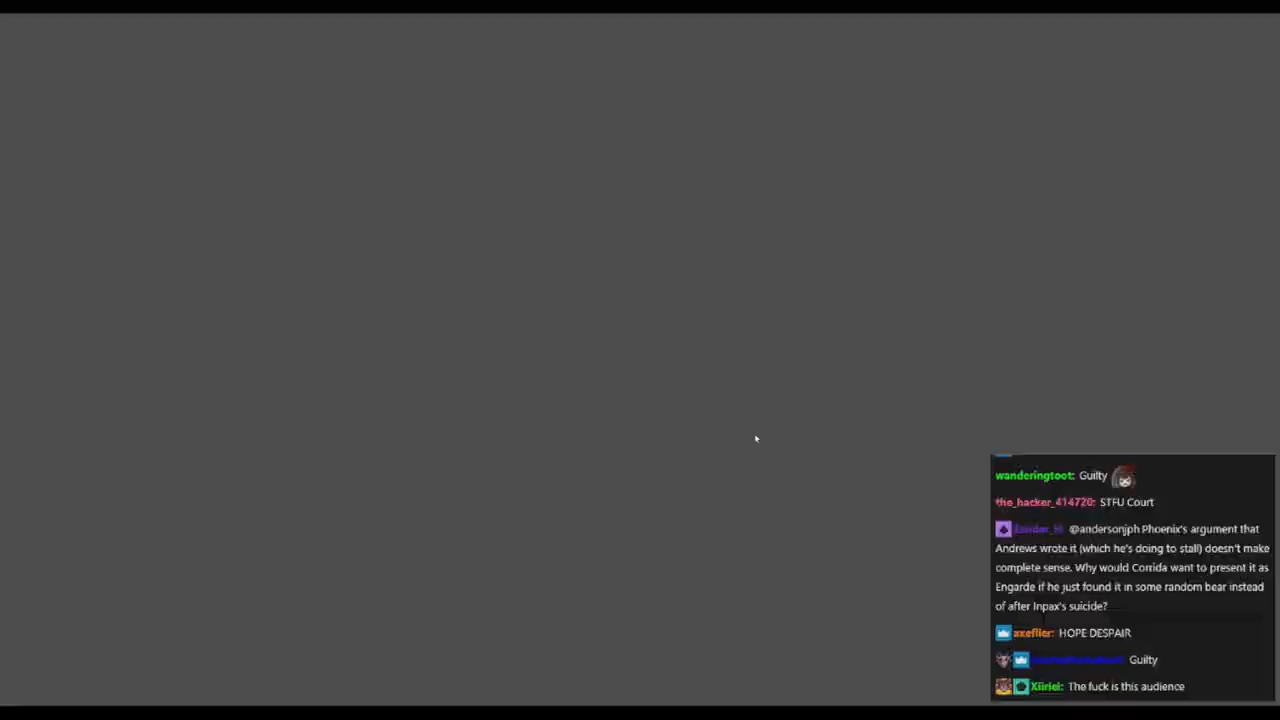 wanderingtoot: Guilty
the_hacker_414720: STFU Court
@andersonjph Phoenix's argument that
Andrews wrote it (which he's doing to stall) doesn't make
complete sense. Why would Corrida want to present it as
Engarde if he just found it in some random bear instead
of after Inpax's suicide?
axeflier: HOPE DESPAIR
Guilty
Xiiriel: The fuck is this audience